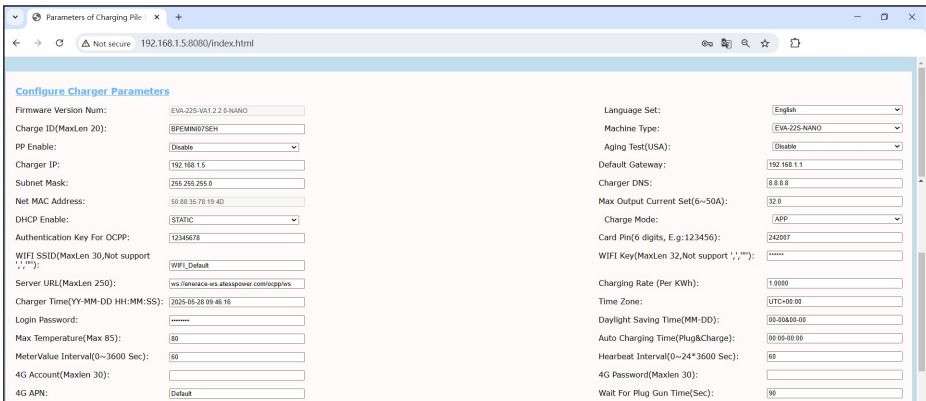 Parameters of Charging Pile
Not secure 192.168.1.5:8080/index.html
Configure Charger Parameters
Firmware Version Num: EVA-22S-VA1.2.2.0-NANO Language Set: English
Charge ID(MaxLen 20): BPEMINI07SEH Machine Type: EVA-22S-NANO
PP Enable: Disable Aging Test(USA): Disable
Charger IP: 192.168.1.5 Default Gateway: 192.168.1.1
Subnet Mask: 255.255.255.0 Charger DNS: 8.8.8.8
Net MAC Address: 50:88:35:78:19:4D Max Output Current Set(6~50A): 32.0
DHCP Enable: STATIC Charge Mode: APP
Authentication Key For OCPP: 12345678 Card Pin(6 digits, E.g:123456): 242007
WIFI SSID(MaxLen 30,Not support ',','"'): WIFI_Default WIFI Key(MaxLen 32,Not support ',','"'): ••••••
Server URL(MaxLen 250): ws://enerace-ws.atesspower.com/ocpp/ws Charging Rate (Per KWh): 1.0000
Charger Time(YY-MM-DD HH:MM:SS): 2025-05-28 09:46:16 Time Zone: UTC+00:00
Login Password: •••••••• Daylight Saving Time(MM-DD): 00-00&00-00
Max Temperature(Max 85): 80 Auto Charging Time(Plug&Charge): 00:00-00:00
MeterValue Interval(0~3600 Sec): 60 Hearbeat Interval(0~24*3600 Sec): 60
4G Account(Maxlen 30): 4G Password(Maxlen 30):
4G APN: Default Wait For Plug Gun Time(Sec): 90